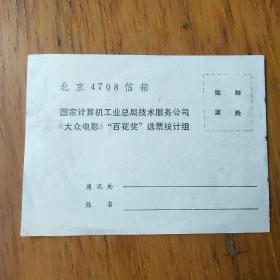 北京4708信箱
贴邮
票处
国家计算机工业总局技术服务公司
《大众电影》“百花奖”选票统计组
通讯处
姓名